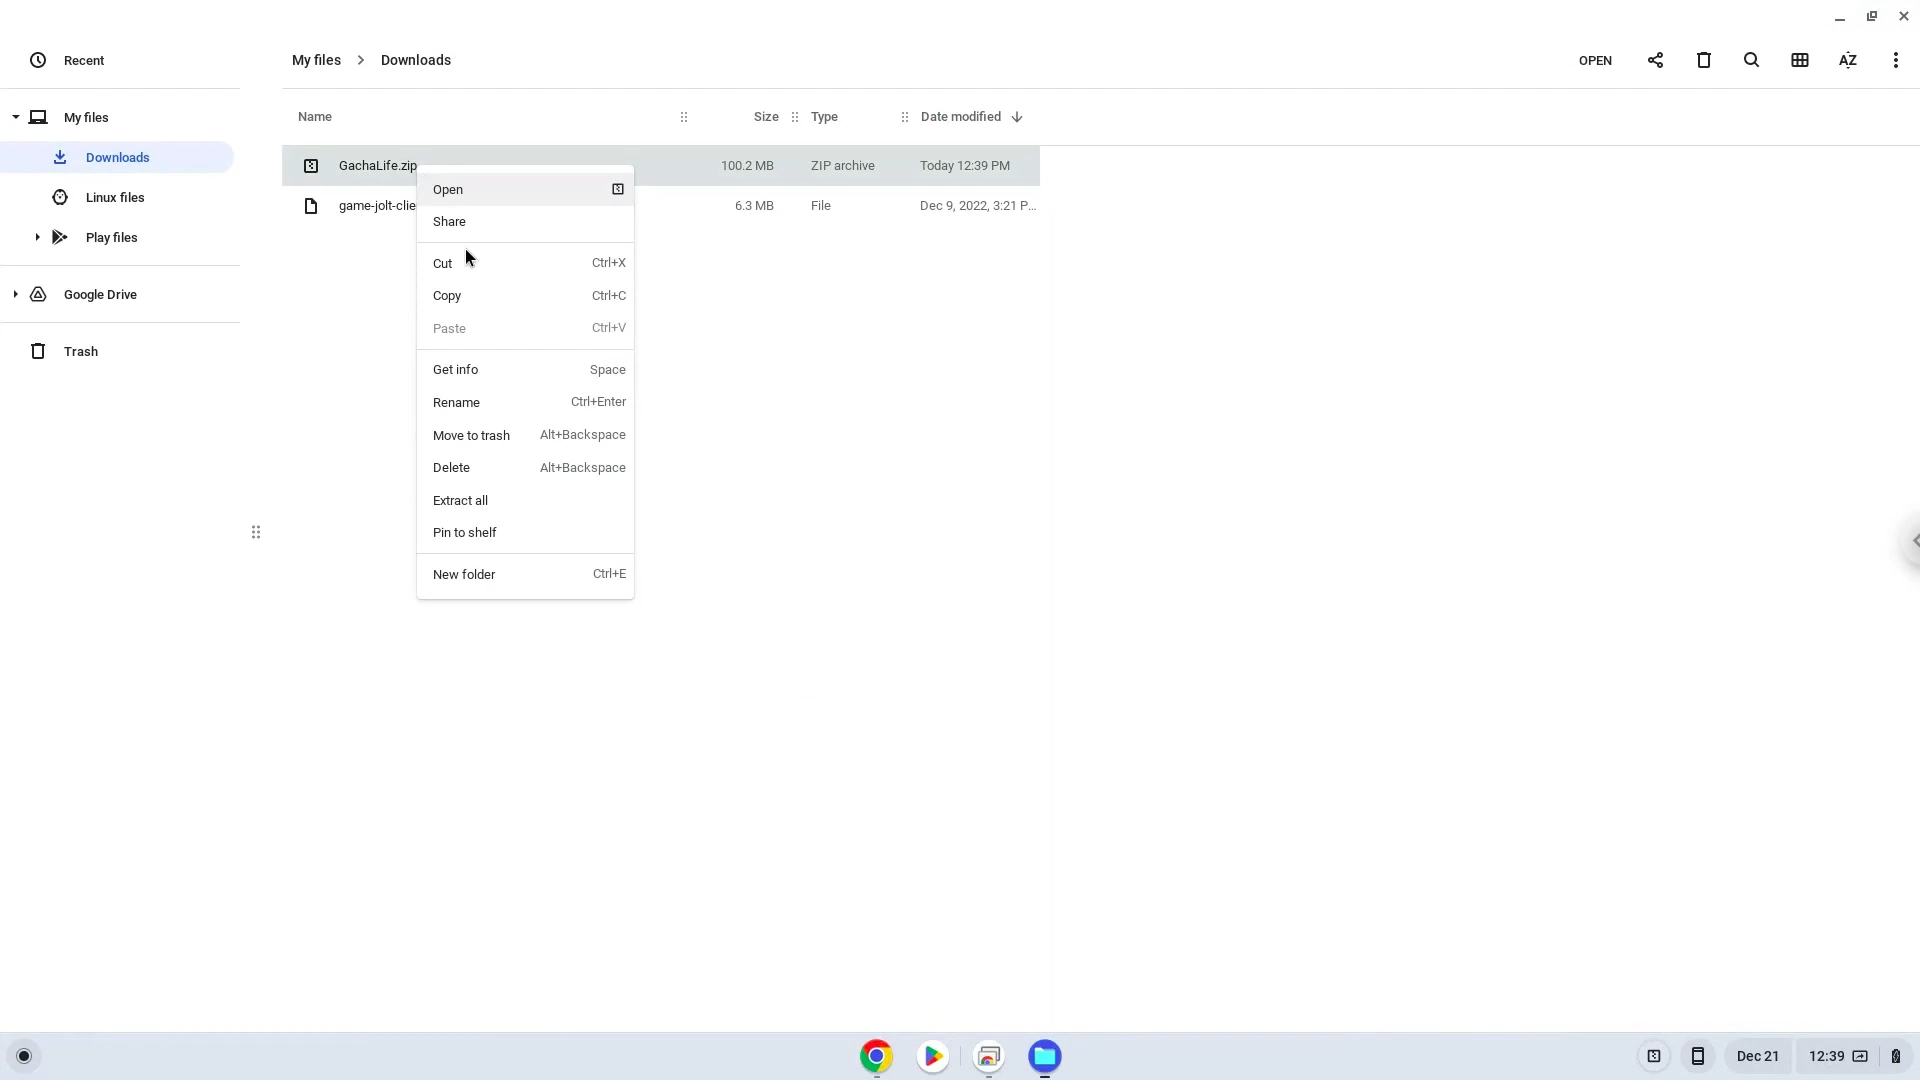 Recent
My files > Downloads
OPEN
AZ
My files
Downloads
Linux files
Play files
Google Drive
Trash
Name Size Type Date modified
GachaLife.zip 100.2 MB ZIP archive Today 12:39 PM
game-jolt-clie 6.3 MB File Dec 9, 2022, 3:21 P...
Open
Share
Cut Ctrl+X
Copy Ctrl+C
Paste Ctrl+V
Get info Space
Rename Ctrl+Enter
Move to trash Alt+Backspace
Delete Alt+Backspace
Extract all
Pin to shelf
New folder Ctrl+E
Dec 21 12:39